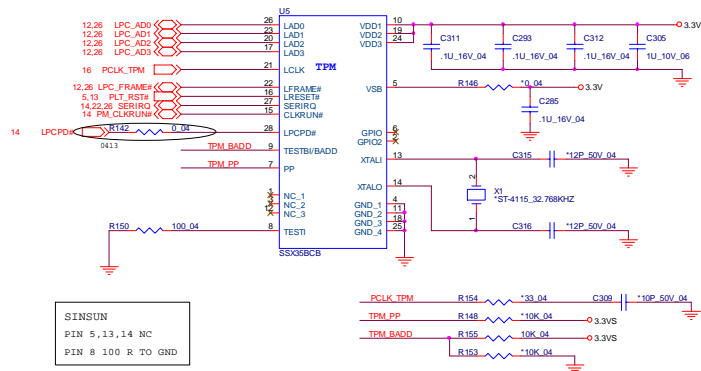 U5
12,26 LPC_AD0 26 LAD0 VDD1 10
12,26 LPC_AD1 23 LAD1 VDD2 19
12,26 LPC_AD2 20 LAD2 VDD3 24
12,26 LPC_AD3 17 LAD3
3.3V
C311 C293 C312 C305
.1U_16V_04 .1U_16V_04 .1U_16V_04 1U_10V_06
16 PCLK_TPM 21 LCLK TPM
12,26 LPC_FRAME# 22 LFRAME# VSB 5 R146 *0_04 3.3V
5,13 PLT_RST# 16 LRESET#
14,22,26 SERIRQ 27 SERIRQ
14 PM_CLKRUN# 15 CLKRUN#
C285
.1U_16V_04
14 LPCPD# R142 0_04 28 LPCPD# GPIO 6
0413
GPIO2 2
TPM_BADD 9 TESTBI/BADD
TPM_PP 7 PP
XTALI 13 C315 *12P_50V_04
XTALO 14
2
X1
*ST-4115_32.768KHZ
1
1 NC_1
3 NC_2
12 NC_3
GND_1 4
GND_2 11
GND_3 18
GND_4 25
R150 100_04 8 TESTI
C316 *12P_50V_04
SSX35BCB
SINSUN
PIN 5,13,14 NC
PIN 8 100 R TO GND
PCLK_TPM R154 *33_04 C309 *10P_50V_04
TPM_PP R148 *10K_04 3.3VS
TPM_BADD R155 10K_04 3.3VS
R153 *10K_04